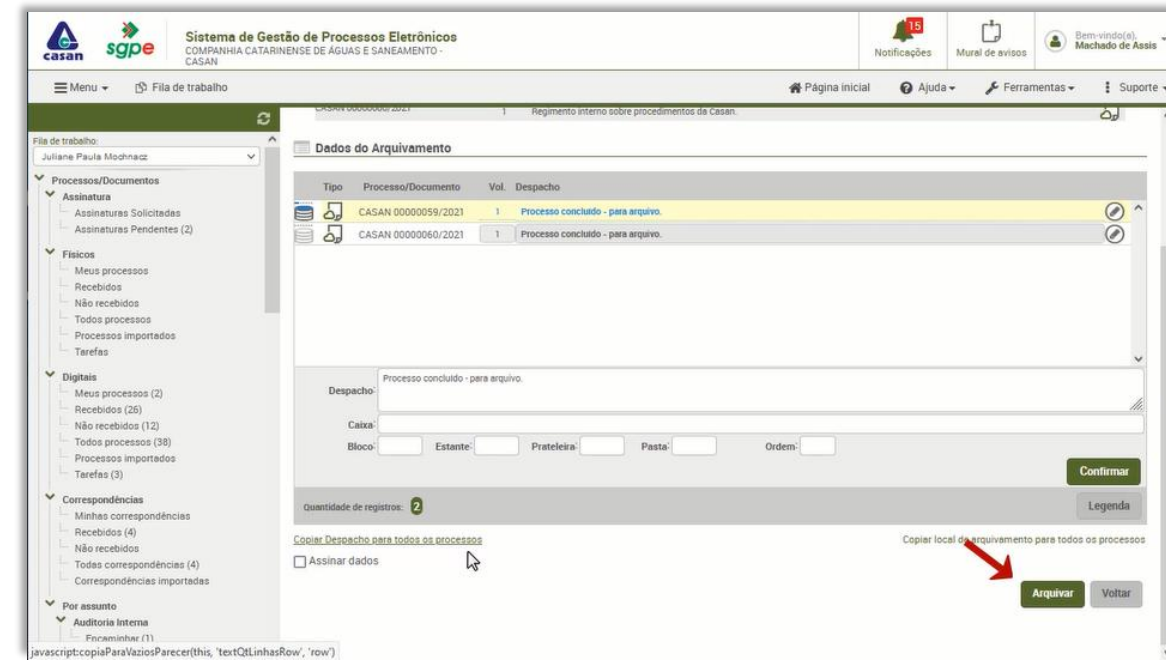 casan
sgpe
Sistema de Gestão de Processos Eletrônicos
COMPANHIA CATARINENSE DE ÁGUAS E SANEAMENTO -
CASAN
15
Notificações
Mural de avisos
Bem-vindo(a),
Machado de Assis
Menu
Fila de trabalho
Página inicial
Ajuda
Ferramentas
Suporte
Fila de trabalho:
Juliane Paula Mochnacz
Processos/Documentos
Assinatura
Assinaturas Solicitadas
Assinaturas Pendentes (2)
Físicos
Meus processos
Recebidos
Não recebidos
Todos processos
Processos importados
Tarefas
Digitais
Meus processos (2)
Recebidos (26)
Não recebidos (12)
Todos processos (38)
Processos importados
Tarefas (3)
Correspondências
Minhas correspondências
Recebidos (4)
Não recebidos
Todas correspondências (4)
Correspondências importadas
Por assunto
Auditoria Interna
Encaminhar (1)
javascript:copiaParaVaziosParecer(this, 'textQtLinhasRow', 'row')
CASAN 00000060/2021 1 Regimento interno sobre procedimentos da Casan.
Dados do Arquivamento
Tipo Processo/Documento Vol. Despacho
CASAN 00000059/2021 1 Processo concluído - para arquivo.
CASAN 00000060/2021 1 Processo concluído - para arquivo.
Despacho: Processo concluído - para arquivo.
Caixa:
Bloco: Estante: Prateleira: Pasta: Ordem:
Confirmar
Quantidade de registros: 2
Legenda
Copiar Despacho para todos os processos
Copiar local de arquivamento para todos os processos
Assinar dados
Arquivar
Voltar